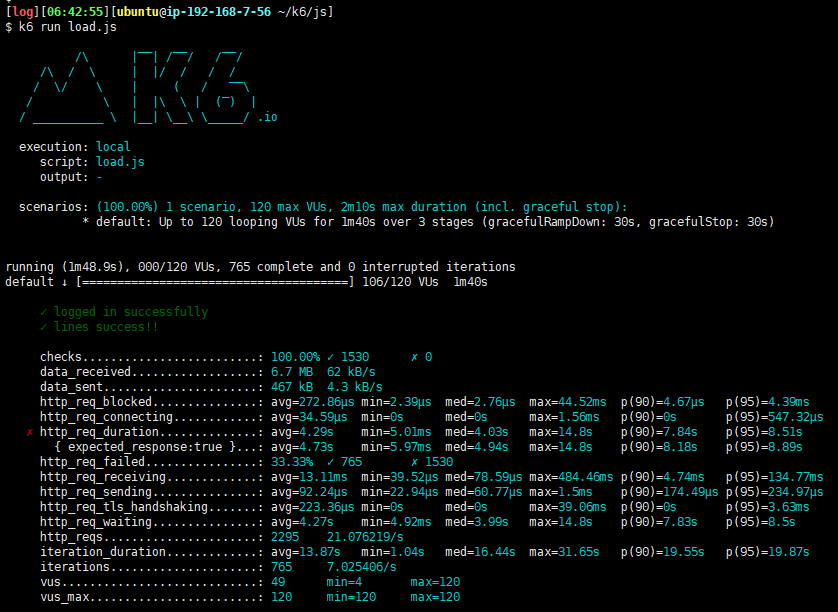 [log][06:42:55][ubuntu@ip-192-168-7-56 ~/k6/js]
$ k6 run load.js
          /\      |‾‾| /‾‾/   /‾‾/
     /\  /  \     |  |/  /   /  /
    /  \/    \    |     (   /   ‾‾\
   /          \   |  |\  \ |  (‾)  |
  / __________ \  |__| \__\ \_____/ .io
execution: local
script: load.js
output: -
scenarios: (100.00%) 1 scenario, 120 max VUs, 2m10s max duration (incl. graceful stop):
* default: Up to 120 looping VUs for 1m40s over 3 stages (gracefulRampDown: 30s, gracefulStop: 30s)
running (1m48.9s), 000/120 VUs, 765 complete and 0 interrupted iterations
default ↓ [======================================] 106/120 VUs  1m40s
✓ logged in successfully
✓ lines success!!
checks.........................: 100.00% ✓ 1530      ✗ 0
data_received..................: 6.7 MB  62 kB/s
data_sent......................: 467 kB  4.3 kB/s
http_req_blocked...............: avg=272.86µs min=2.39µs  med=2.76µs  max=44.52ms  p(90)=4.67µs   p(95)=4.39ms
http_req_connecting............: avg=34.59µs  min=0s      med=0s      max=1.56ms   p(90)=0s       p(95)=547.32µs
✗ http_req_duration..............: avg=4.29s    min=5.01ms  med=4.03s   max=14.8s    p(90)=7.84s    p(95)=8.51s
{ expected_response:true }...: avg=4.73s    min=5.97ms  med=4.94s   max=14.8s    p(90)=8.18s    p(95)=8.89s
http_req_failed................: 33.33%  ✓ 765       ✗ 1530
http_req_receiving.............: avg=13.11ms  min=39.52µs med=78.59µs max=484.46ms p(90)=4.74ms   p(95)=134.77ms
http_req_sending...............: avg=92.24µs  min=22.94µs med=60.77µs max=1.5ms    p(90)=174.49µs p(95)=234.97µs
http_req_tls_handshaking.......: avg=223.36µs min=0s      med=0s      max=39.06ms  p(90)=0s       p(95)=3.63ms
http_req_waiting...............: avg=4.27s    min=4.92ms  med=3.99s   max=14.8s    p(90)=7.83s    p(95)=8.5s
http_reqs......................: 2295    21.076219/s
iteration_duration.............: avg=13.87s   min=1.04s   med=16.44s  max=31.65s   p(90)=19.55s   p(95)=19.87s
iterations.....................: 765     7.025406/s
vus............................: 49      min=4       max=120
vus_max........................: 120     min=120     max=120